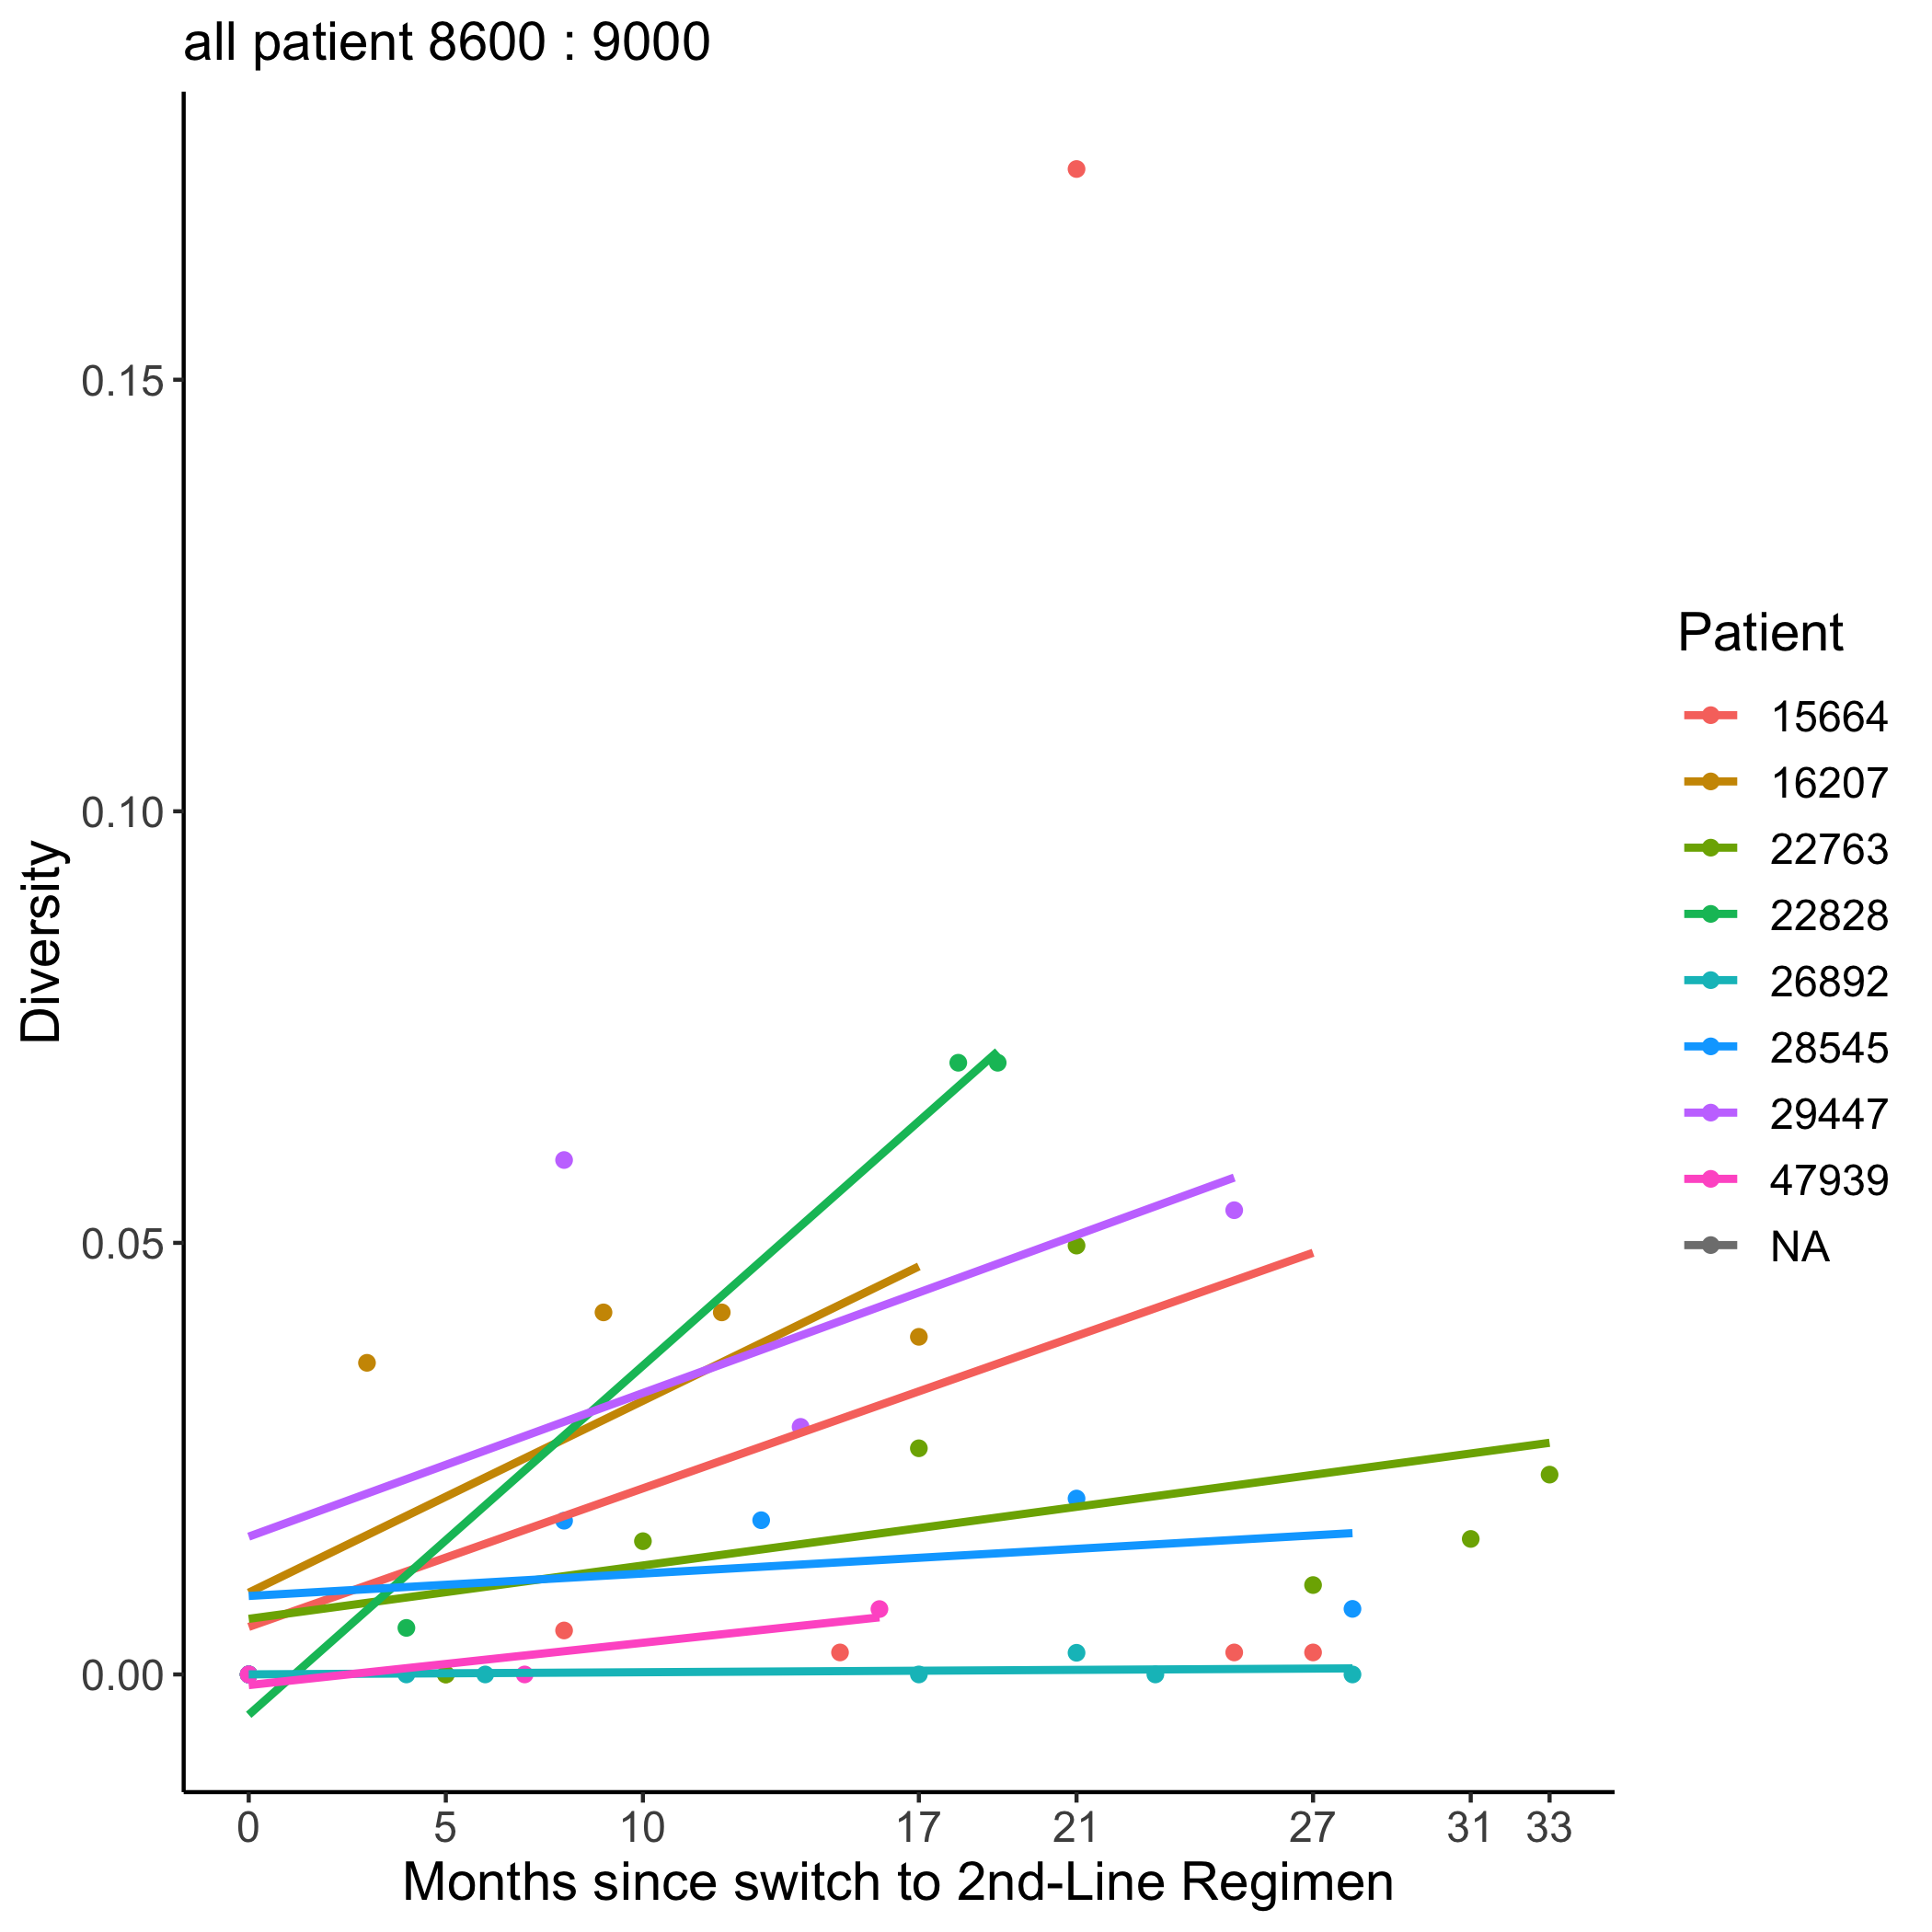 all patient 8600 : 9000
0.15
0.10
0.05
0.00
Diversity
0 5 10 17 21 27 31 33
Months since switch to 2nd-Line Regimen
Patient
15664
16207
22763
22828
26892
28545
29447
47939
NA